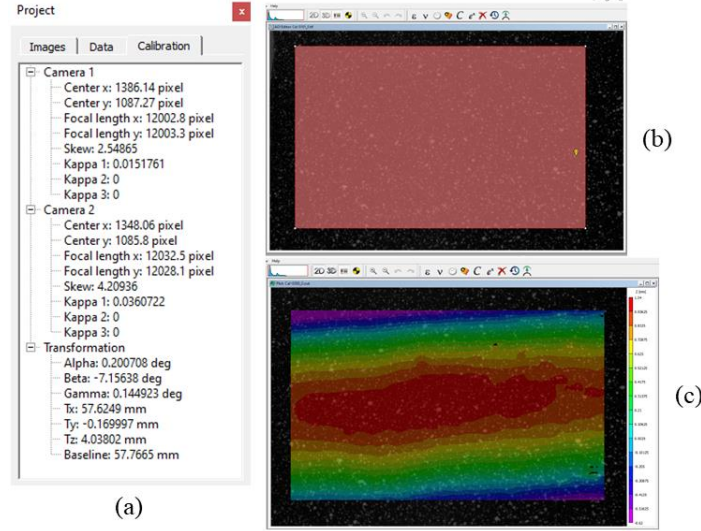 Project
x
Images
Data
Calibration
Camera 1
Center x: 1386.14 pixel
Center y: 1087.27 pixel
Focal length x: 12002.8 pixel
Focal length y: 12003.3 pixel
Skew: 2.54865
Kappa 1: 0.0151761
Kappa 2: 0
Kappa 3: 0
Camera 2
Center x: 1348.06 pixel
Center y: 1085.8 pixel
Focal length x: 12032.5 pixel
Focal length y: 12028.1 pixel
Skew: 4.20936
Kappa 1: 0.0360722
Kappa 2: 0
Kappa 3: 0
Transformation
Alpha: 0.200708 deg
Beta: -7.15638 deg
Gamma: 0.144923 deg
Tx: 57.6249 mm
Ty: -0.169997 mm
Tz: 4.03802 mm
Baseline: 57.7665 mm
(a)
Help
2D 3D
(b)
Help
2D 3D
(c)